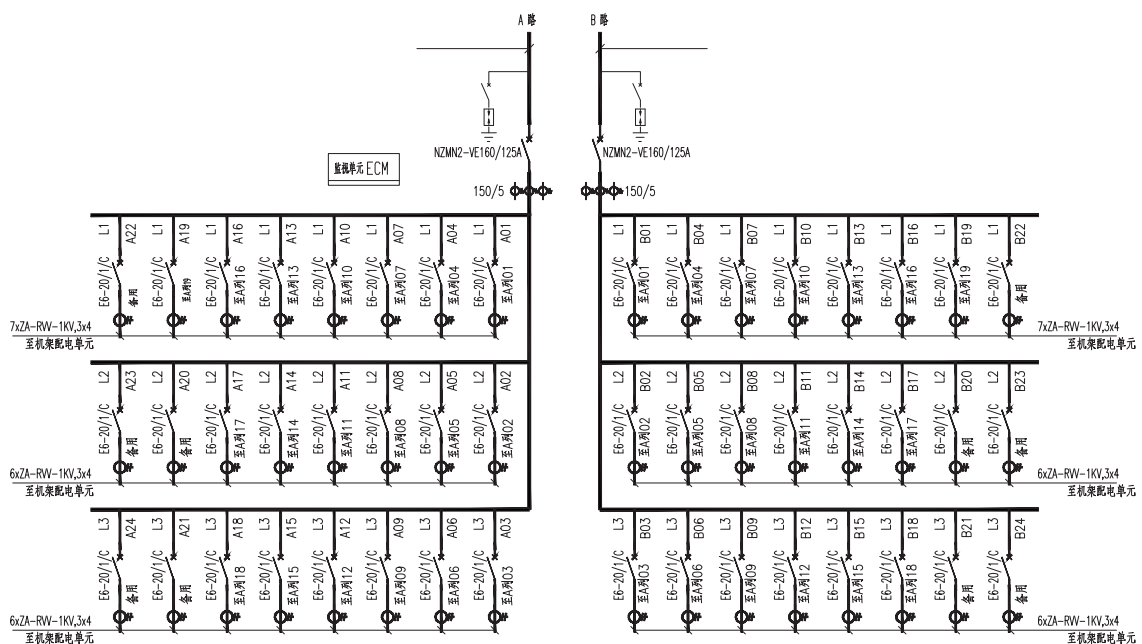 A 路
B 路
NZMN2-VE160/125A
NZMN2-VE160/125A
监视单元 ECM
150/5
150/5
L1 L1 L1 L1 L1 L1 L1 L1
A22 A19 A16 A13 A10 A07 A04 A01
E6-20/1/C E6-20/1/C E6-20/1/C E6-20/1/C E6-20/1/C E6-20/1/C E6-20/1/C E6-20/1/C
备用 至A列19 至A列16 至A列13 至A列10 至A列07 至A列04 至A列01
7xZA-RVV-1KV,3x4
至机架配电单元
L1 L1 L1 L1 L1 L1 L1 L1
B01 B04 B07 B10 B13 B16 B19 B22
E6-20/1/C E6-20/1/C E6-20/1/C E6-20/1/C E6-20/1/C E6-20/1/C E6-20/1/C E6-20/1/C
至A列01 至A列04 至A列07 至A列10 至A列13 至A列16 至A列19 备用
7xZA-RVV-1KV,3x4
至机架配电单元
L2 L2 L2 L2 L2 L2 L2 L2
A23 A20 A17 A14 A11 A08 A05 A02
E6-20/1/C E6-20/1/C E6-20/1/C E6-20/1/C E6-20/1/C E6-20/1/C E6-20/1/C E6-20/1/C
备用 备用 至A列17 至A列14 至A列11 至A列08 至A列05 至A列02
6xZA-RVV-1KV,3x4
至机架配电单元
L2 L2 L2 L2 L2 L2 L2 L2
B02 B05 B08 B11 B14 B17 B20 B23
E6-20/1/C E6-20/1/C E6-20/1/C E6-20/1/C E6-20/1/C E6-20/1/C E6-20/1/C E6-20/1/C
至A列02 至A列05 至A列08 至A列11 至A列14 至A列17 备用 备用
6xZA-RVV-1KV,3x4
至机架配电单元
L3 L3 L3 L3 L3 L3 L3 L3
A24 A21 A18 A15 A12 A09 A06 A03
E6-20/1/C E6-20/1/C E6-20/1/C E6-20/1/C E6-20/1/C E6-20/1/C E6-20/1/C E6-20/1/C
备用 备用 至A列18 至A列15 至A列12 至A列09 至A列06 至A列03
6xZA-RVV-1KV,3x4
至机架配电单元
L3 L3 L3 L3 L3 L3 L3 L3
B03 B06 B09 B12 B15 B18 B21 B24
E6-20/1/C E6-20/1/C E6-20/1/C E6-20/1/C E6-20/1/C E6-20/1/C E6-20/1/C E6-20/1/C
至A列03 至A列06 至A列09 至A列12 至A列15 至A列18 备用 备用
6xZA-RVV-1KV,3x4
至机架配电单元